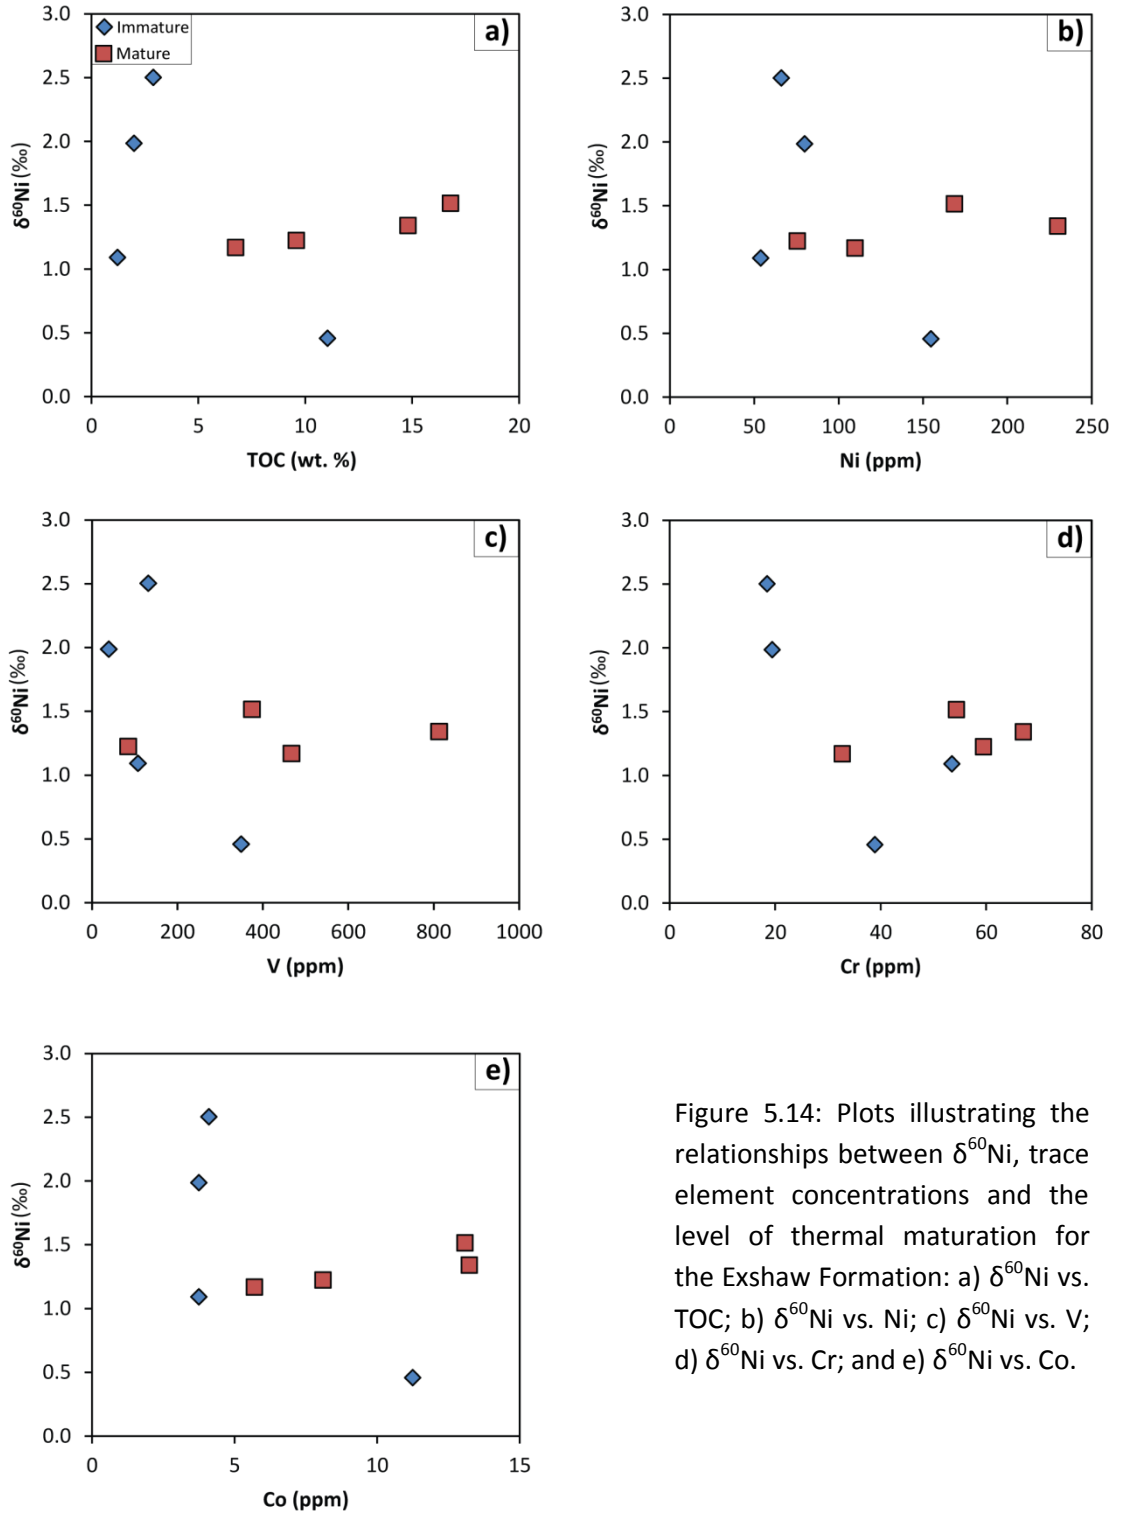 3.0
2.5
2.0
1.5
1.0
0.5
0.0
δ⁶⁰Ni (‰)
Immature
Mature
a)
0 5 10 15 20
TOC (wt. %)
3.0
2.5
2.0
1.5
1.0
0.5
0.0
δ⁶⁰Ni (‰)
b)
0 50 100 150 200 250
Ni (ppm)
3.0
2.5
2.0
1.5
1.0
0.5
0.0
δ⁶⁰Ni (‰)
c)
0 200 400 600 800 1000
V (ppm)
3.0
2.5
2.0
1.5
1.0
0.5
0.0
δ⁶⁰Ni (‰)
d)
0 20 40 60 80
Cr (ppm)
3.0
2.5
2.0
1.5
1.0
0.5
0.0
δ⁶⁰Ni (‰)
e)
0 5 10 15
Co (ppm)
Figure 5.14: Plots illustrating the
relationships between δ⁶⁰Ni, trace
element concentrations and the
level of thermal maturation for
the Exshaw Formation: a) δ⁶⁰Ni vs.
TOC; b) δ⁶⁰Ni vs. Ni; c) δ⁶⁰Ni vs. V;
d) δ⁶⁰Ni vs. Cr; and e) δ⁶⁰Ni vs. Co.